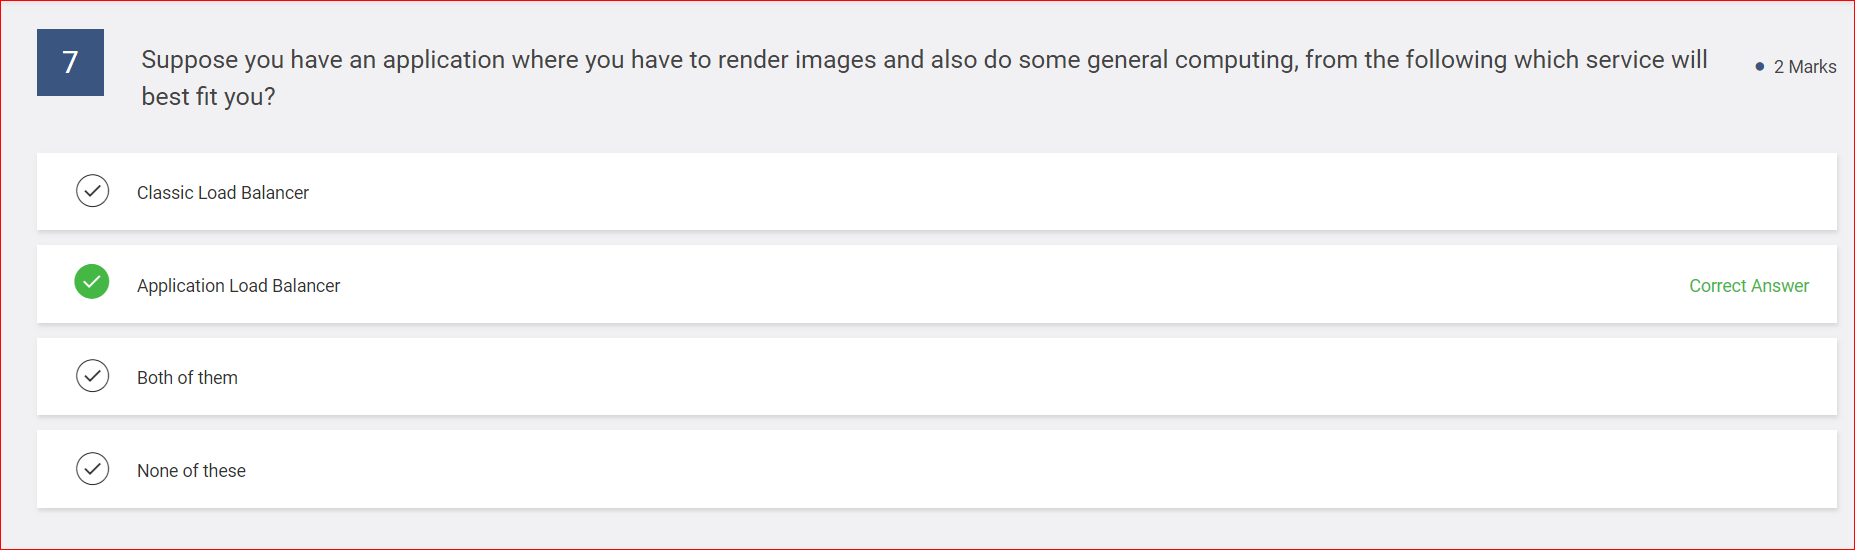 7
Suppose you have an application where you have to render images and also do some general computing, from the following which service will
best fit you?
2 Marks
Classic Load Balancer
Application Load Balancer
Correct Answer
Both of them
None of these